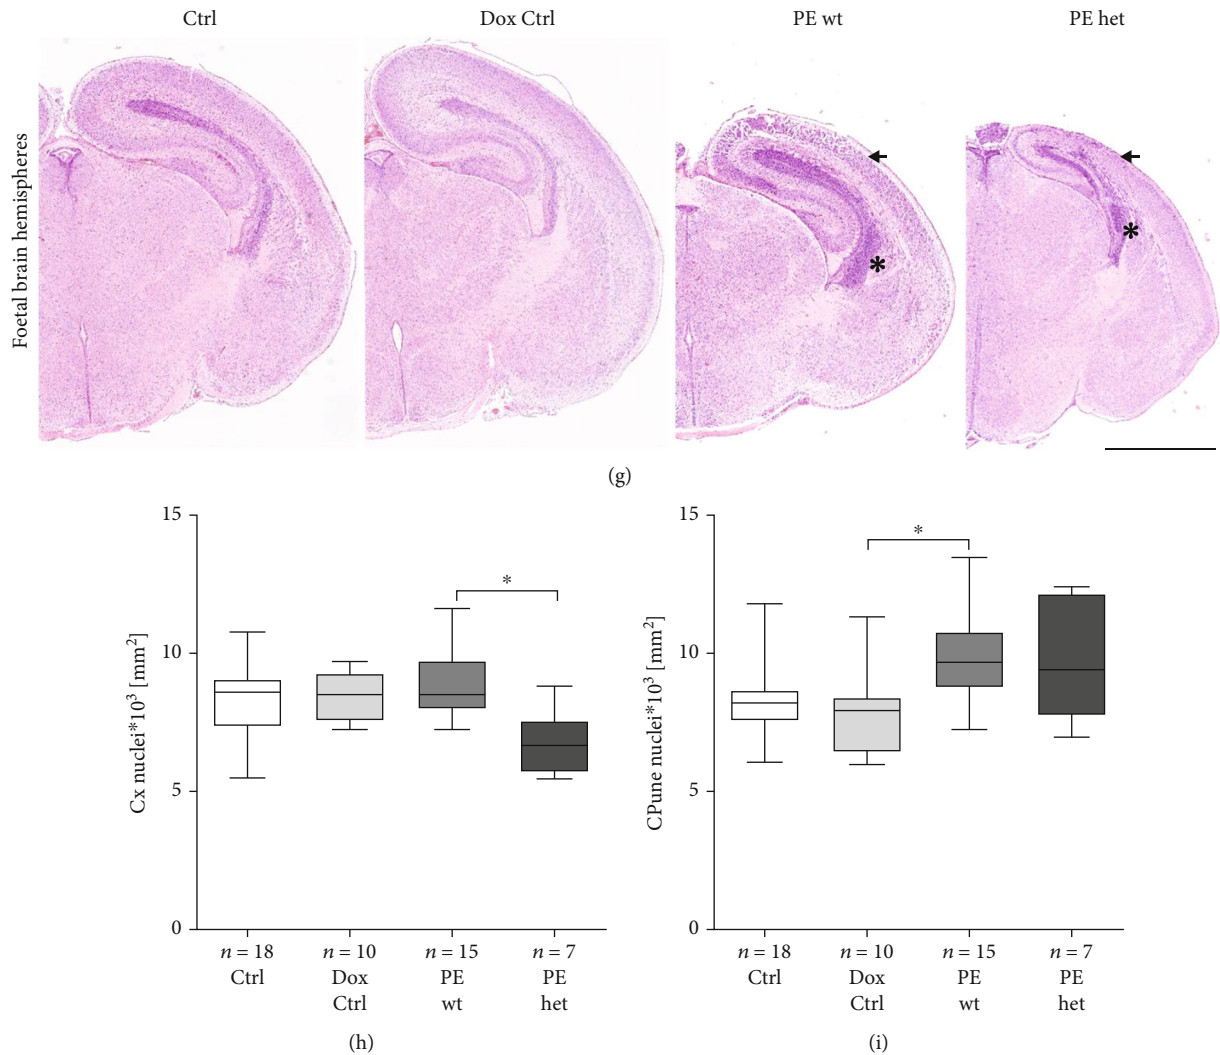 Ctrl Dox Ctrl PE wt PE het
Foetal brain hemispheres
*
*
(g)
15
10
5
0
Cx nuclei*10³ [mm²]
*
n = 18 n = 10 n = 15 n = 7
Ctrl Dox PE PE
Ctrl wt het
(h)
15
10
5
0
CPune nuclei*10³ [mm²]
*
n = 18 n = 10 n = 15 n = 7
Ctrl Dox PE PE
Ctrl wt het
(i)